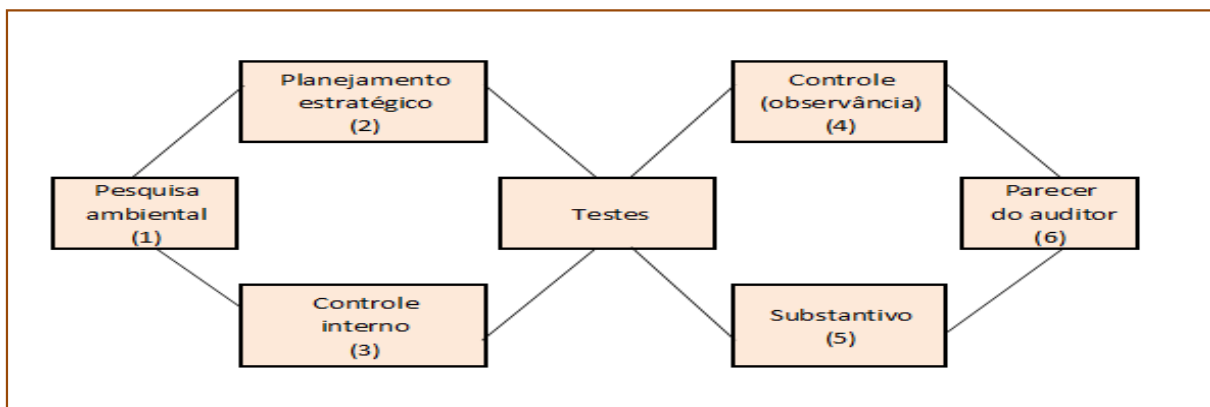 Planejamento
estratégico
(2)
Controle
(observância)
(4)
Pesquisa
ambiental
(1)
Testes
Parecer
do auditor
(6)
Controle
interno
(3)
Substantivo
(5)